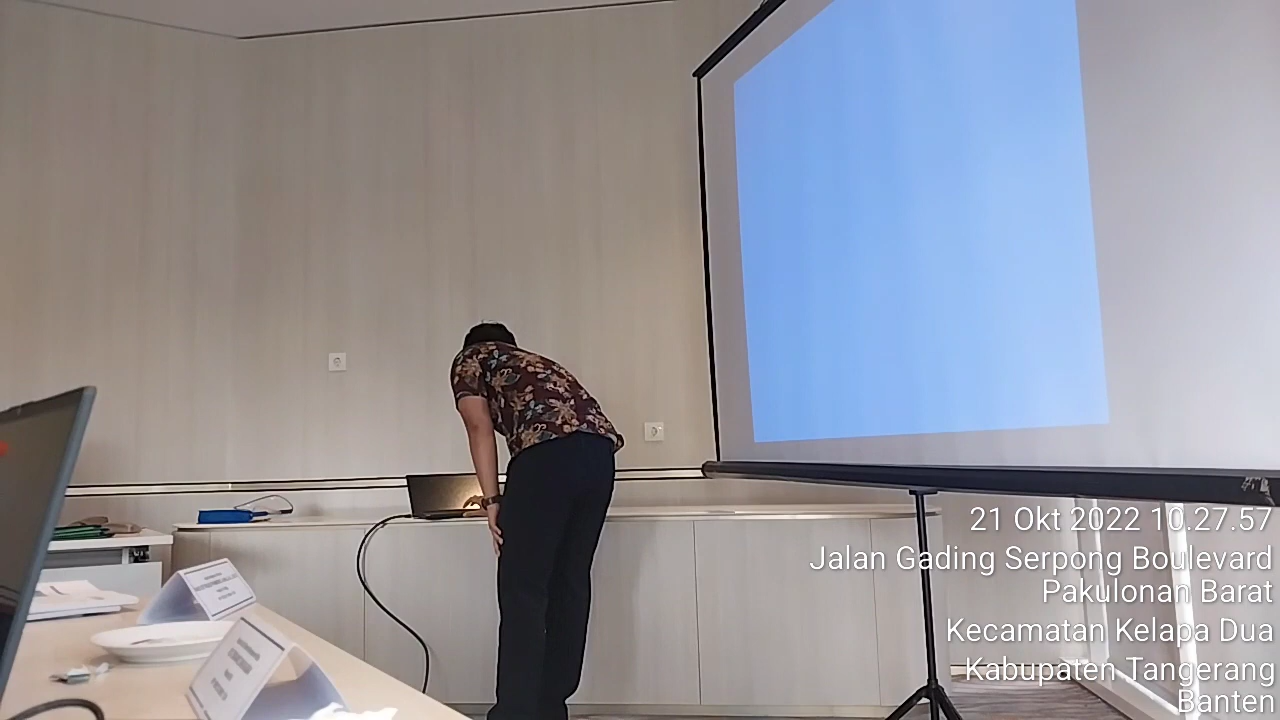 21 Okt 2022 10.27.57
Jalan Gading Serpong Boulevard
Pakulonan Barat
Kecamatan Kelapa Dua
Kabupaten Tangerang
Banten